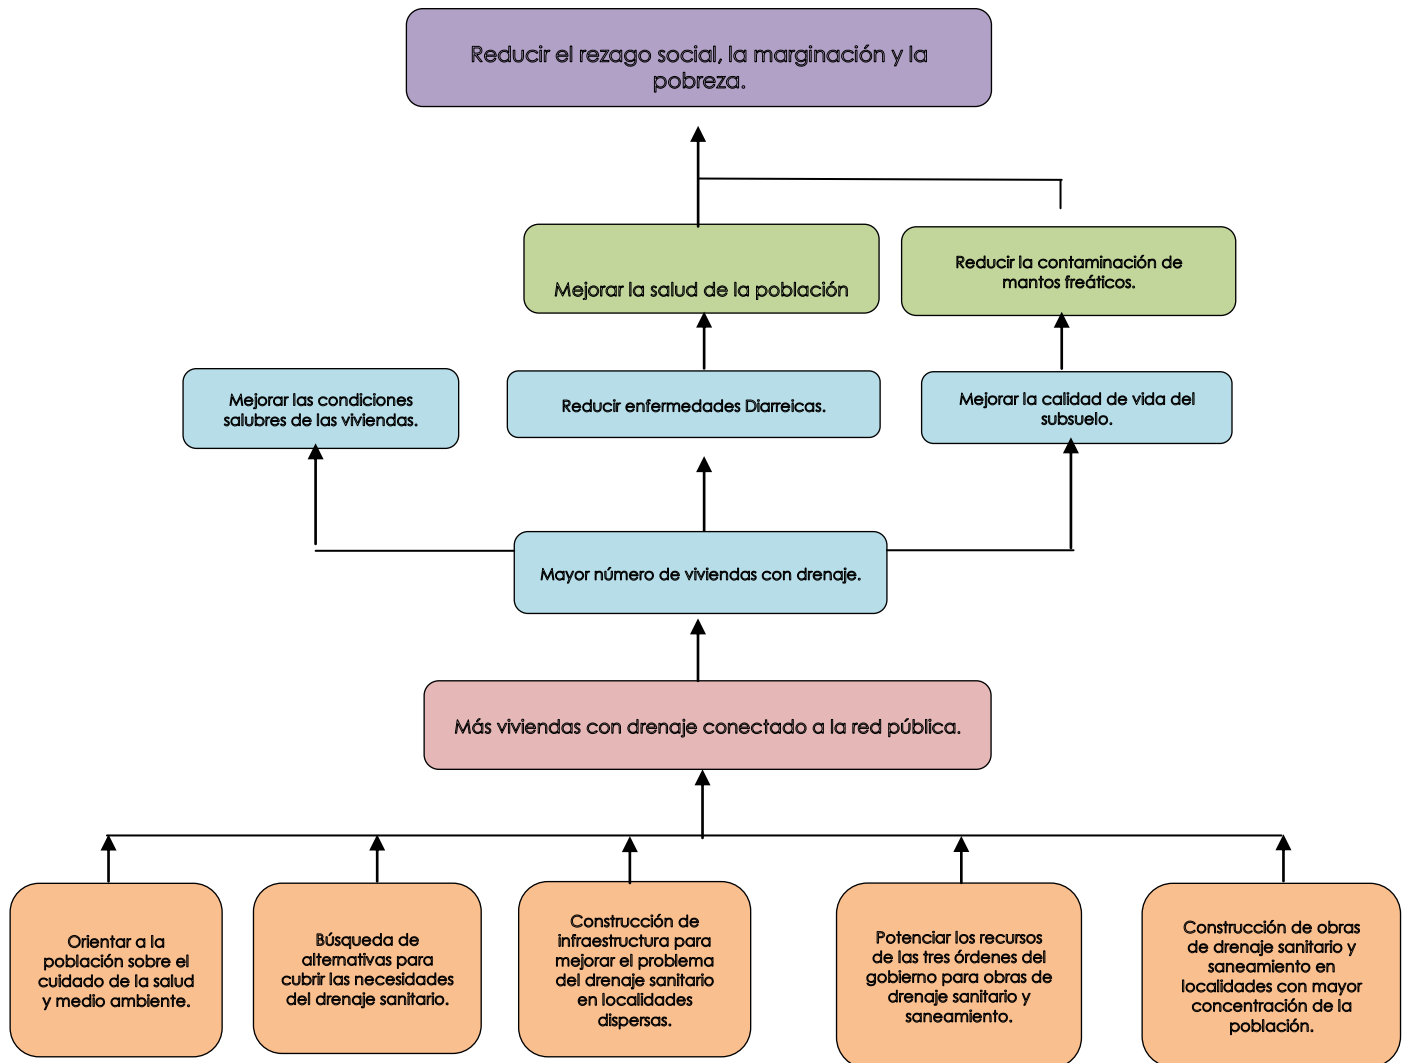 Reducir el rezago social, la marginación y la
pobreza.
Mejorar la salud de la población
Reducir la contaminación de
mantos freáticos.
Mejorar las condiciones
salubres de las viviendas.
Reducir enfermedades Diarreicas.
Mejorar la calidad de vida del
subsuelo.
Mayor número de viviendas con drenaje.
Más viviendas con drenaje conectado a la red pública.
Orientar a la
población sobre el
cuidado de la salud
y medio ambiente.
Búsqueda de
alternativas para
cubrir las necesidades
del drenaje sanitario.
Construcción de
infraestructura para
mejorar el problema
del drenaje sanitario
en localidades
dispersas.
Potenciar los recursos
de las tres órdenes del
gobierno para obras de
drenaje sanitario y
saneamiento.
Construcción de obras
de drenaje sanitario y
saneamiento en
localidades con mayor
concentración de la
población.